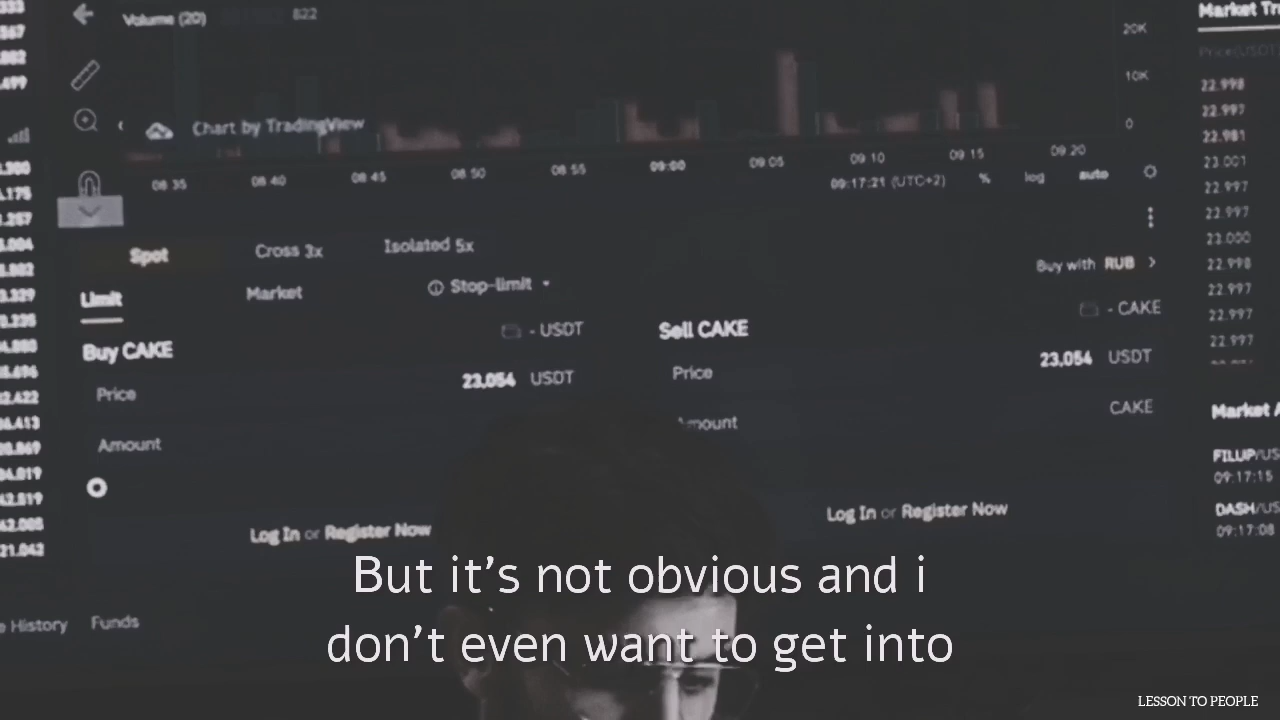 Volume (20) 822
Market
20K
10K
0
Chart by TradingView
08 35 08 40 08 45 08 50 08 55 09:00 09:05 09 10 09 15 09 20
09:17:21 (UTC+2) % log auto
22.998
22.997
22.981
23.001
22.997
22.997
23.000
22.998
22.997
22.997
22.997
Spot Cross 3x Isolated 5x
Buy with RUB >
Limit Market Stop-limit
- USDT
- CAKE
Buy CAKE Sell CAKE
Price 23,054 USDT
Price 23,054 USDT
Amount
CAKE
Market
FILUP/US
09:17:15
DASH/US
09:17:08
Log In or Register Now
Log In or Register Now
History Funds
But it's not obvious and i
don't even want to get into
LESSON TO PEOPLE